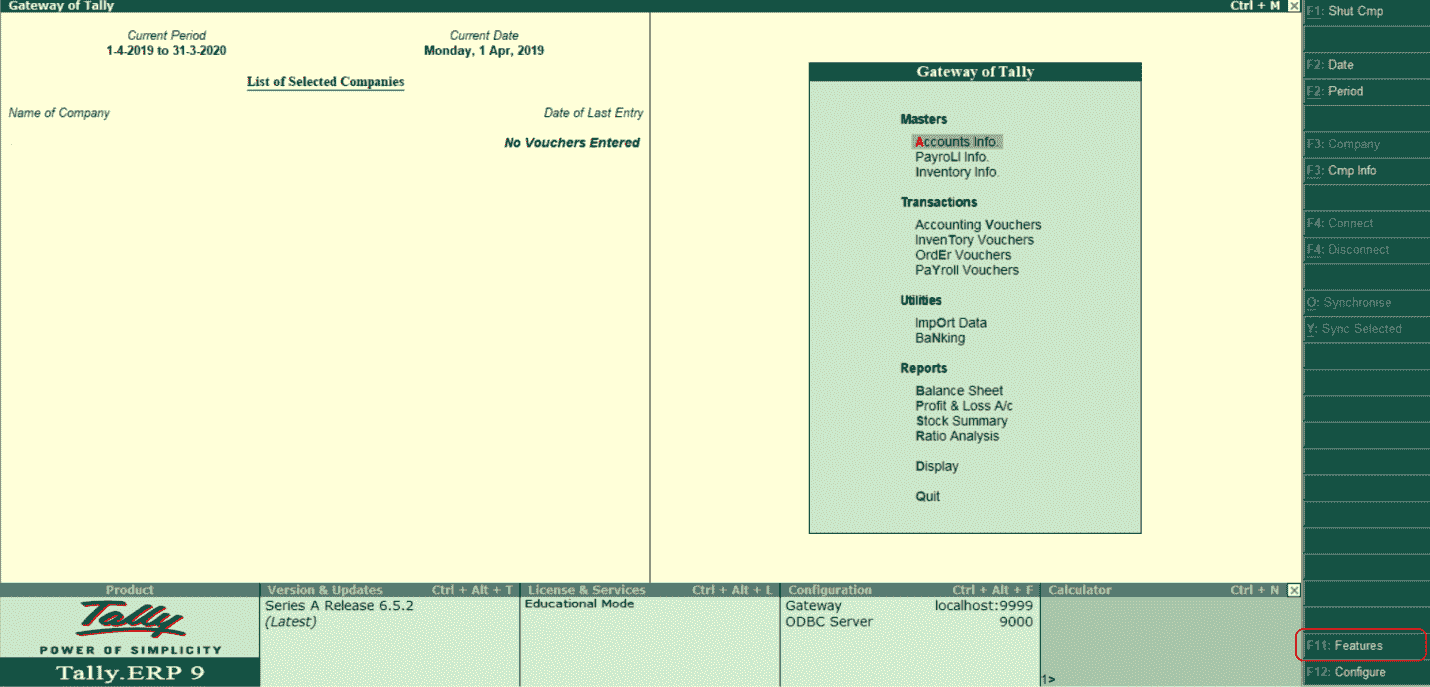 Gateway of Tally Ctrl + M
Current Period Current Date
1-4-2019 to 31-3-2020 Monday, 1 Apr, 2019
List of Selected Companies
Name of Company Date of Last Entry
No Vouchers Entered
Gateway of Tally
Masters
Accounts Info.
PayroLl Info.
Inventory Info.
Transactions
Accounting Vouchers
InvenTory Vouchers
OrdEr Vouchers
PaYroll Vouchers
Utilities
ImpOrt Data
BaNking
Reports
Balance Sheet
Profit & Loss A/c
Stock Summary
Ratio Analysis
Display
Quit
F1: Shut Cmp
F2: Date
F2: Period
F3: Company
F3: Cmp Info
F4: Connect
F4: Disconnect
O: Synchronise
Y: Sync Selected
F11: Features
F12: Configure
Product
Tally
POWER OF SIMPLICITY
Tally.ERP 9
Version & Updates Ctrl + Alt + T
Series A Release 6.5.2
(Latest)
License & Services Ctrl + Alt + L
Educational Mode
Configuration Ctrl + Alt + F
Gateway localhost:9999
ODBC Server 9000
Calculator Ctrl + N
1>